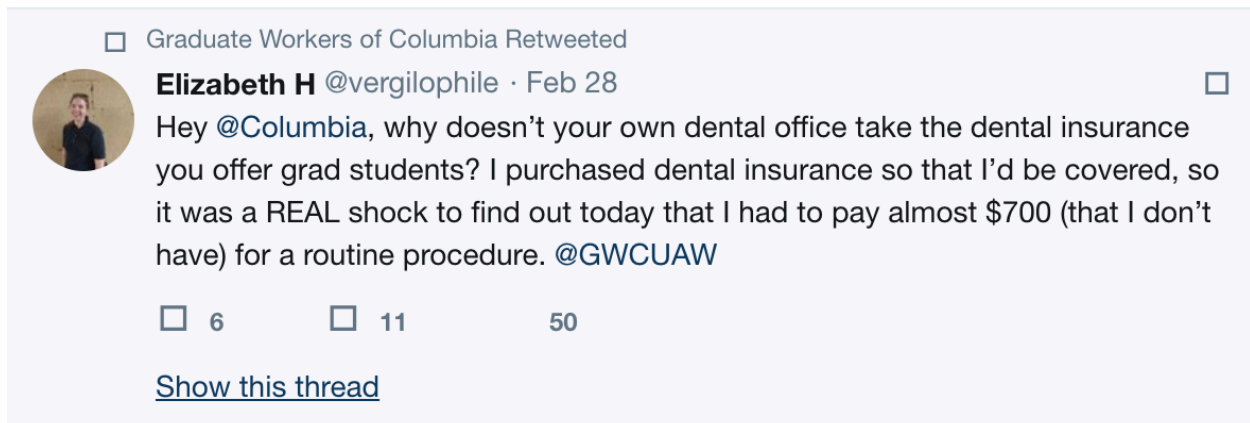 Graduate Workers of Columbia Retweeted
Elizabeth H @vergilophile · Feb 28
Hey @Columbia, why doesn’t your own dental office take the dental insurance
you offer grad students? I purchased dental insurance so that I’d be covered, so
it was a REAL shock to find out today that I had to pay almost $700 (that I don’t
have) for a routine procedure. @GWCUAW
6 11 50
Show this thread